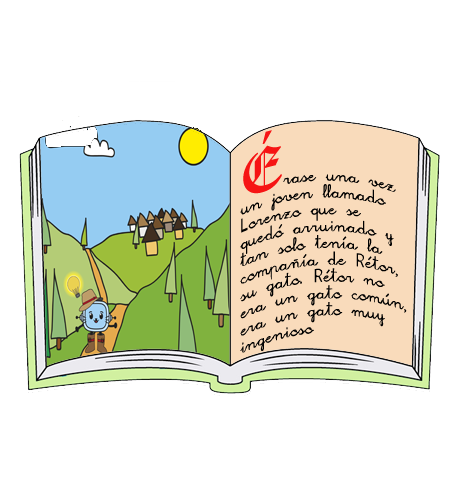 Érase una vez
un joven llamado
Lorenzo que se
quedó arruinado y
tan solo tenía la
compañía de Rétor,
su gato. Rétor no
era un gato común,
era un gato muy
ingenioso